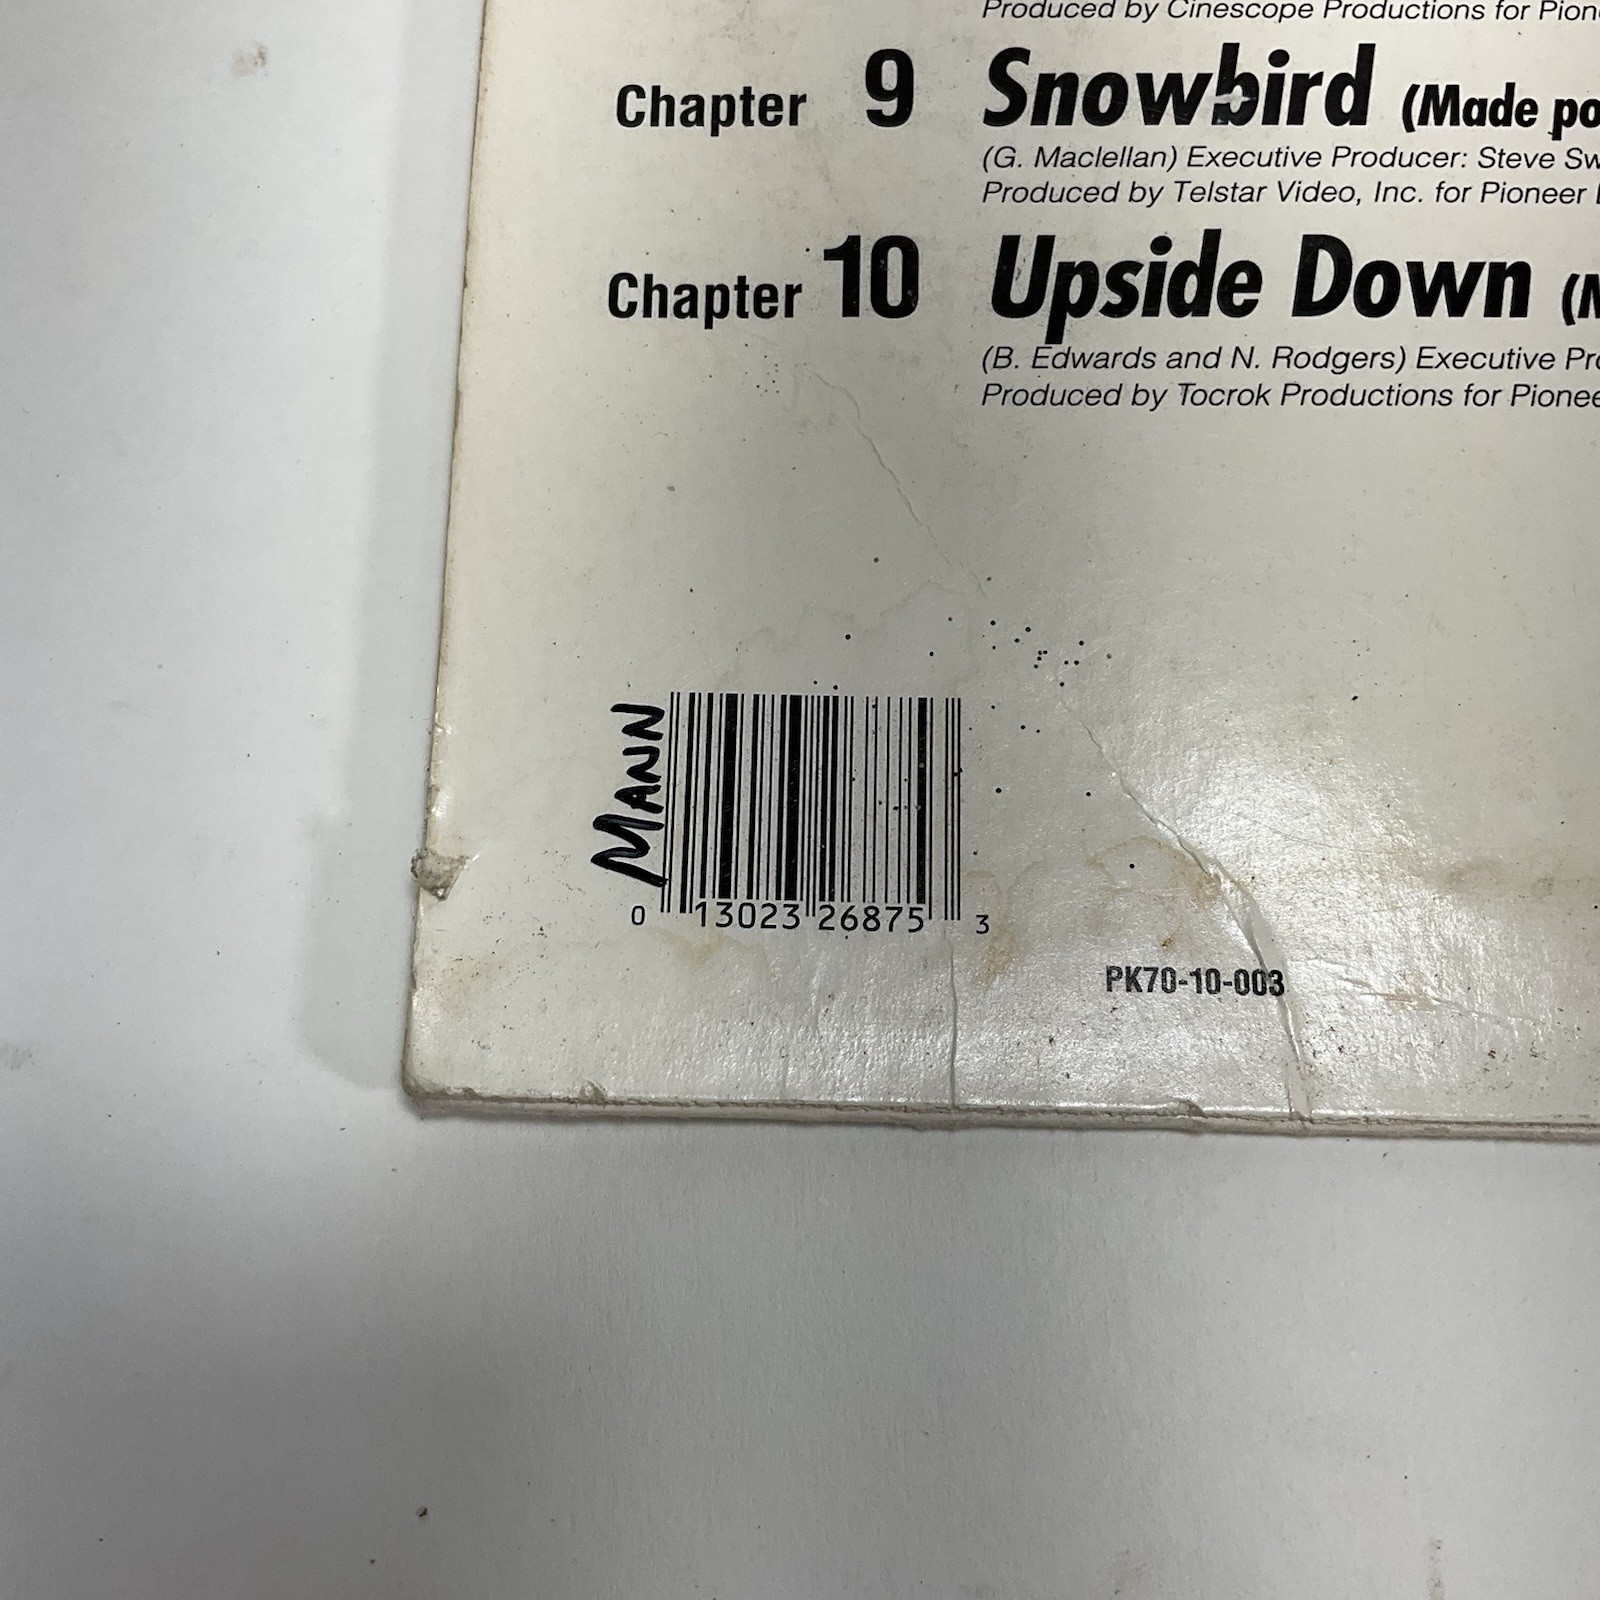 Produced by Cinescope Productions for Pion
Chapter 9 Snowbird (Made po
(G. Maclellan) Executive Producer: Steve Sw
Produced by Telstar Video, Inc. for Pioneer
Chapter 10 Upside Down (M
(B. Edwards and N. Rodgers) Executive Pro
Produced by Tocrok Productions for Pionee
MANN
0 13023 26875 3
PK70-10-003